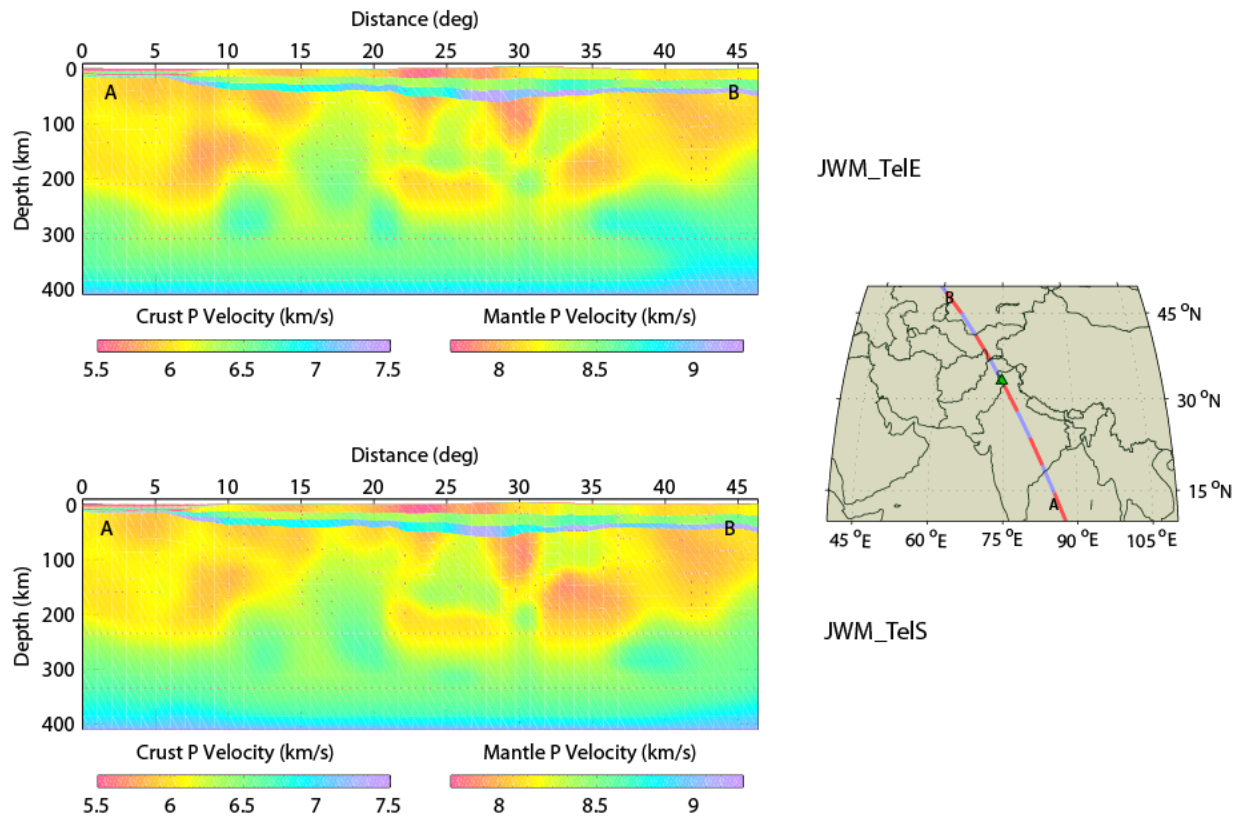 Distance (deg)
0 5 10 15 20 25 30 35 40 45
0
100
200
300
400
Depth (km)
A B
JWM_TelE
Crust P Velocity (km/s) Mantle P Velocity (km/s)
5.5 6 6.5 7 7.5 8 8.5 9
B
A
45 °N
30 °N
15 °N
45 °E 60 °E 75 °E 90 °E 105 °E
Distance (deg)
0 5 10 15 20 25 30 35 40 45
0
100
200
300
400
Depth (km)
A B
JWM_TelS
Crust P Velocity (km/s) Mantle P Velocity (km/s)
5.5 6 6.5 7 7.5 8 8.5 9